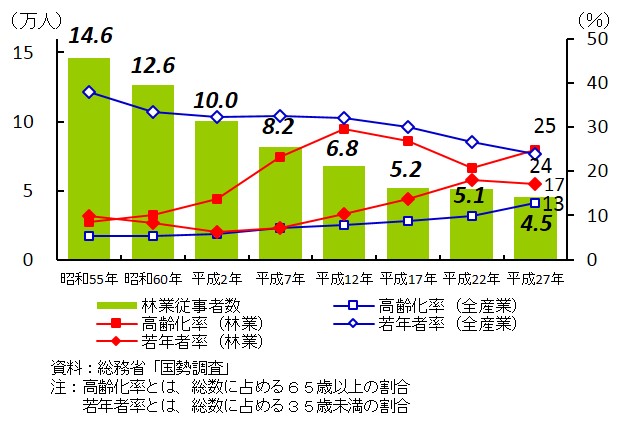 （万人）
（％）
15
10
5
0
50
40
30
20
10
0
14.6
12.6
10.0
8.2
6.8
5.2
5.1
4.5
25
24
17
13
昭和55年 昭和60年 平成2年 平成7年 平成12年 平成17年 平成22年 平成27年
林業従事者数 高齢化率（全産業）
高齢化率（林業） 若年者率（全産業）
若年者率（林業）
資料：総務省「国勢調査」
注：高齢化率とは、総数に占める６５歳以上の割合
若年者率とは、総数に占める３５歳未満の割合